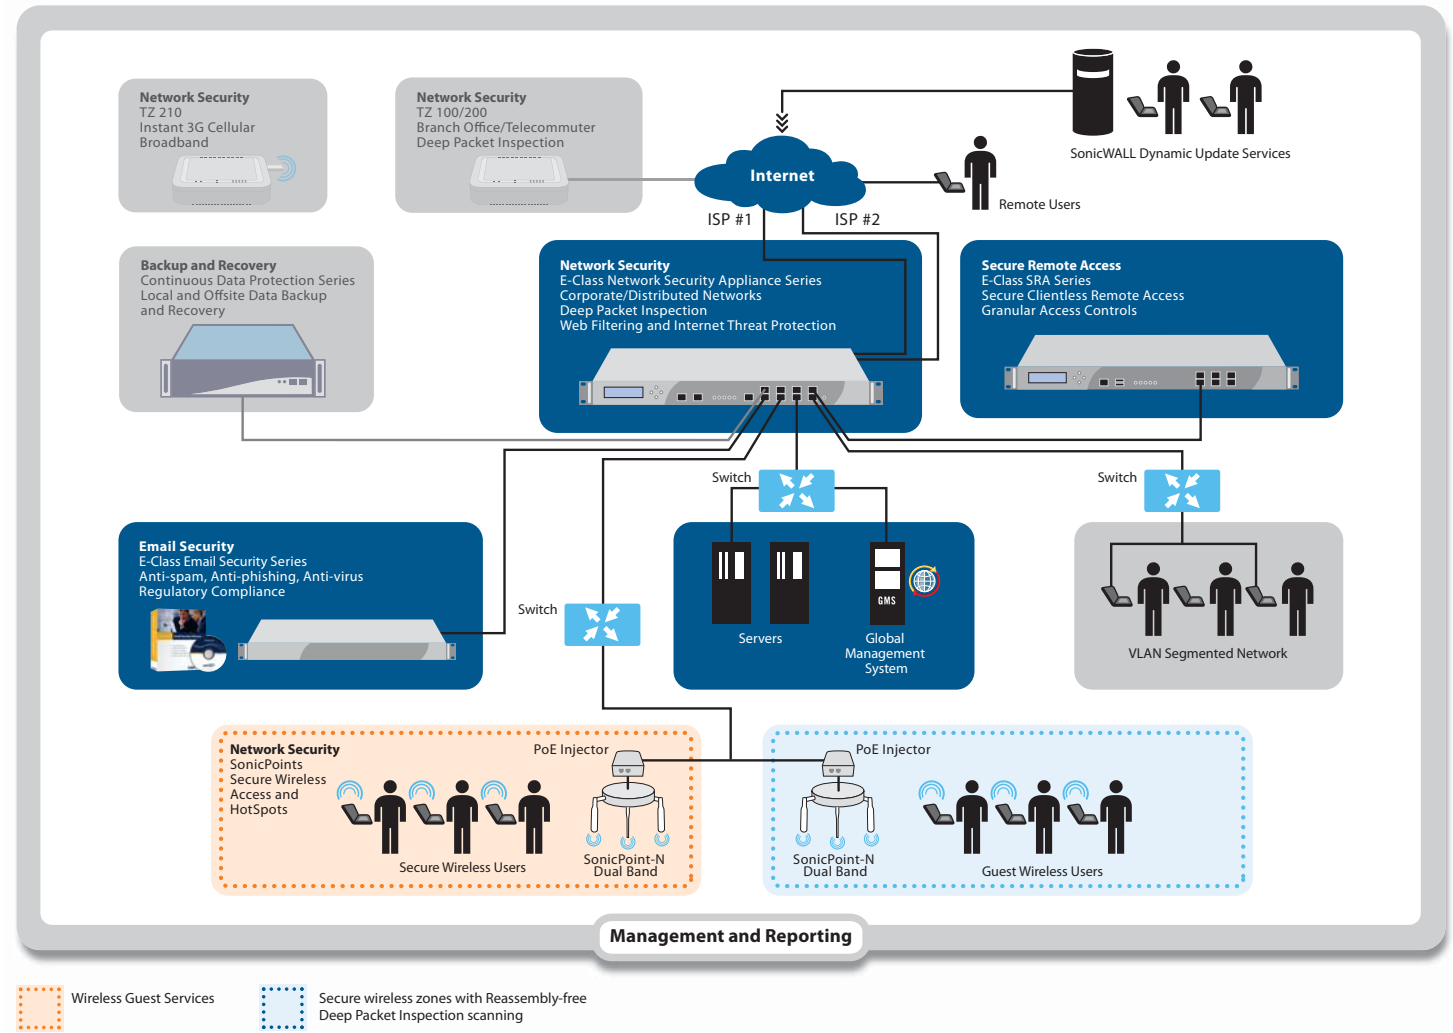 Network Security
TZ 210
Instant 3G Cellular
Broadband
Network Security
TZ 100/200
Branch Office/Telecommuter
Deep Packet Inspection
Internet
SonicWALL Dynamic Update Services
Remote Users
ISP #1
ISP #2
Backup and Recovery
Continuous Data Protection Series
Local and Offsite Data Backup
and Recovery
Network Security
E-Class Network Security Appliance Series
Corporate/Distributed Networks
Deep Packet Inspection
Web Filtering and Internet Threat Protection
Secure Remote Access
E-Class SRA Series
Secure Clientless Remote Access
Granular Access Controls
Switch
Switch
Email Security
E-Class Email Security Series
Anti-spam, Anti-phishing, Anti-virus
Regulatory Compliance
Switch
GMS
Servers
Global
Management
System
VLAN Segmented Network
Network Security
SonicPoints
Secure Wireless
Access and
HotSpots
PoE Injector
Secure Wireless Users
SonicPoint-N
Dual Band
PoE Injector
SonicPoint-N
Dual Band
Guest Wireless Users
Management and Reporting
Wireless Guest Services
Secure wireless zones with Reassembly-free
Deep Packet Inspection scanning